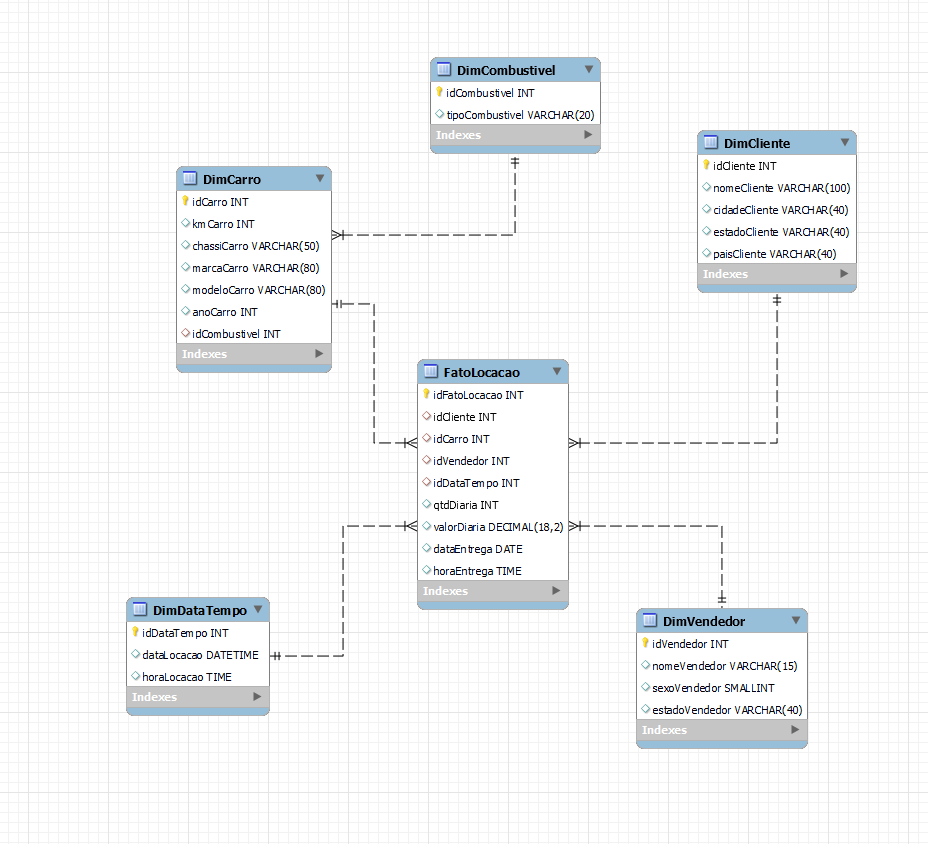 DimCombustivel
idCombustivel INT
tipoCombustivel VARCHAR(20)
Indexes
DimCliente
idCliente INT
nomeCliente VARCHAR(100)
cidadeCliente VARCHAR(40)
estadoCliente VARCHAR(40)
paisCliente VARCHAR(40)
Indexes
DimCarro
idCarro INT
kmCarro INT
chassiCarro VARCHAR(50)
marcaCarro VARCHAR(80)
modeloCarro VARCHAR(80)
anoCarro INT
idCombustivel INT
Indexes
FatoLocacao
idFatoLocacao INT
idCliente INT
idCarro INT
idVendedor INT
idDataTempo INT
qtdDiaria INT
valorDiaria DECIMAL(18,2)
dataEntrega DATE
horaEntrega TIME
Indexes
DimDataTempo
idDataTempo INT
dataLocacao DATETIME
horaLocacao TIME
Indexes
DimVendedor
idVendedor INT
nomeVendedor VARCHAR(15)
sexoVendedor SMALLINT
estadoVendedor VARCHAR(40)
Indexes